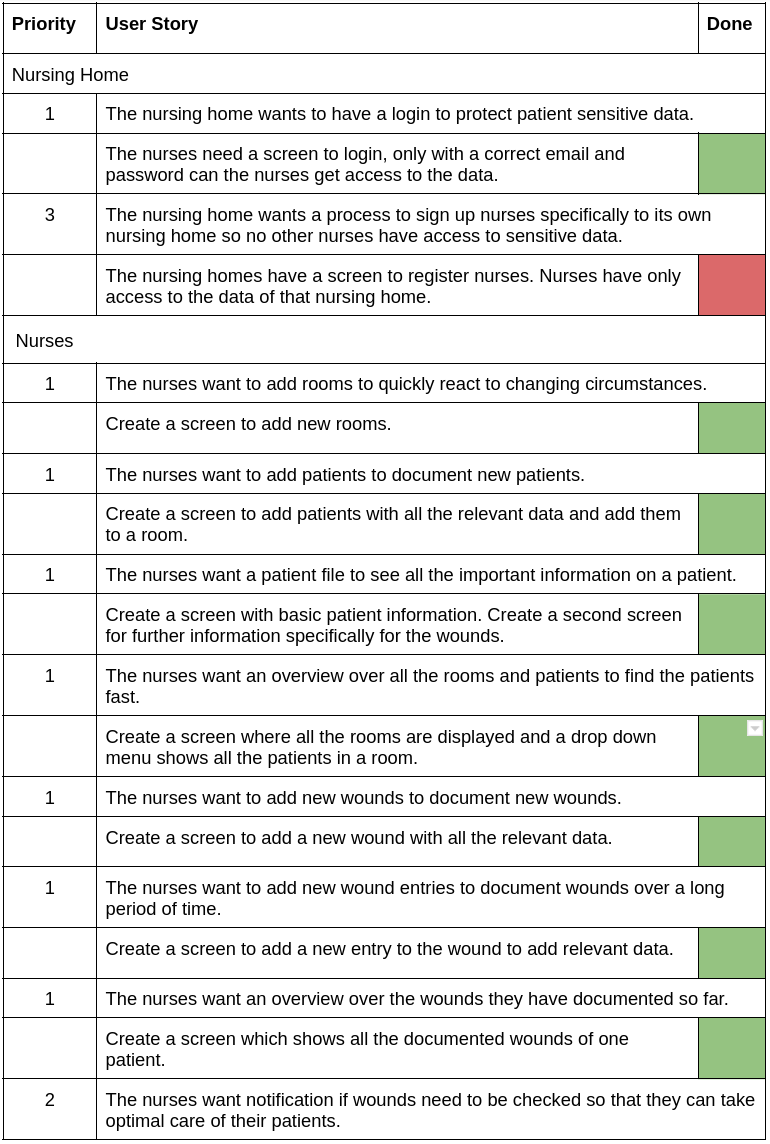 Priority User Story Done
Nursing Home
1 The nursing home wants to have a login to protect patient sensitive data.
The nurses need a screen to login, only with a correct email and
password can the nurses get access to the data.
3 The nursing home wants a process to sign up nurses specifically to its own
nursing home so no other nurses have access to sensitive data.
The nursing homes have a screen to register nurses. Nurses have only
access to the data of that nursing home.
Nurses
1 The nurses want to add rooms to quickly react to changing circumstances.
Create a screen to add new rooms.
1 The nurses want to add patients to document new patients.
Create a screen to add patients with all the relevant data and add them
to a room.
1 The nurses want a patient file to see all the important information on a patient.
Create a screen with basic patient information. Create a second screen
for further information specifically for the wounds.
1 The nurses want an overview over all the rooms and patients to find the patients
fast.
Create a screen where all the rooms are displayed and a drop down
menu shows all the patients in a room.
1 The nurses want to add new wounds to document new wounds.
Create a screen to add a new wound with all the relevant data.
1 The nurses want to add new wound entries to document wounds over a long
period of time.
Create a screen to add a new entry to the wound to add relevant data.
1 The nurses want an overview over the wounds they have documented so far.
Create a screen which shows all the documented wounds of one
patient.
2 The nurses want notification if wounds need to be checked so that they can take
optimal care of their patients.